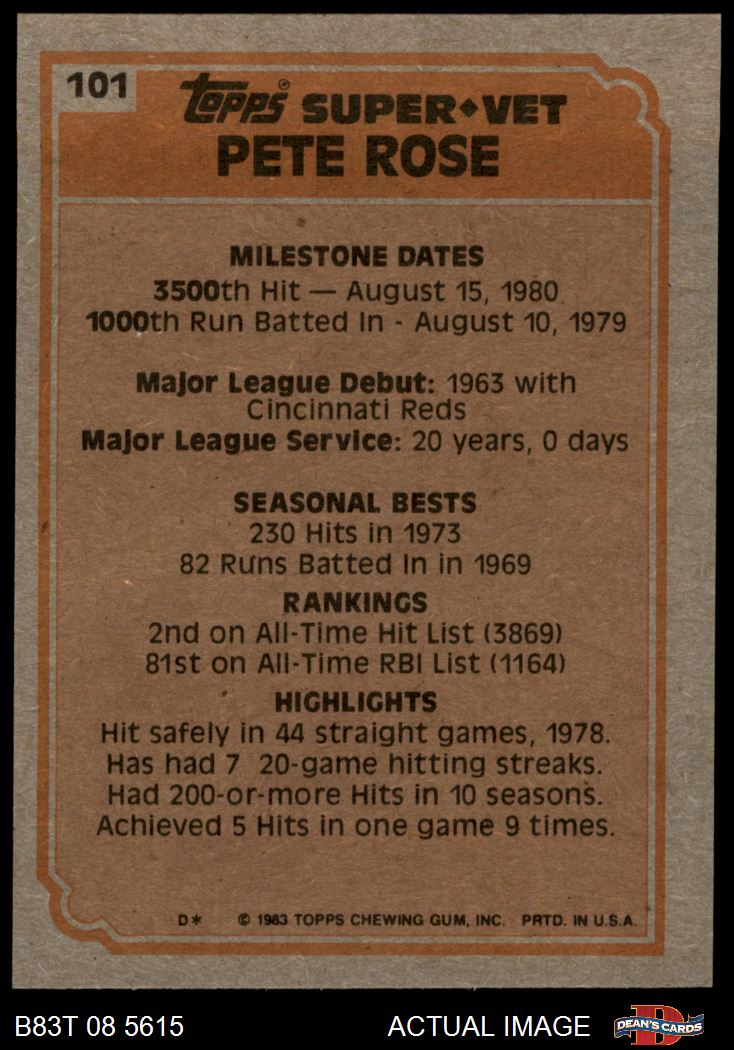 101
Topps® SUPER♦VET
PETE ROSE
MILESTONE DATES
3500th Hit — August 15, 1980
1000th Run Batted In - August 10, 1979
Major League Debut: 1963 with
Cincinnati Reds
Major League Service: 20 years, 0 days
SEASONAL BESTS
230 Hits in 1973
82 Runs Batted In in 1969
RANKINGS
2nd on All-Time Hit List (3869)
81st on All-Time RBI List (1164)
HIGHLIGHTS
Hit safely in 44 straight games, 1978.
Has had 7 20-game hitting streaks.
Had 200-or-more Hits in 10 seasons.
Achieved 5 Hits in one game 9 times.
D* © 1983 TOPPS CHEWING GUM, INC. PRTD. IN U.S.A.
B83T 08 5615 ACTUAL IMAGE D DEAN'S CARDS